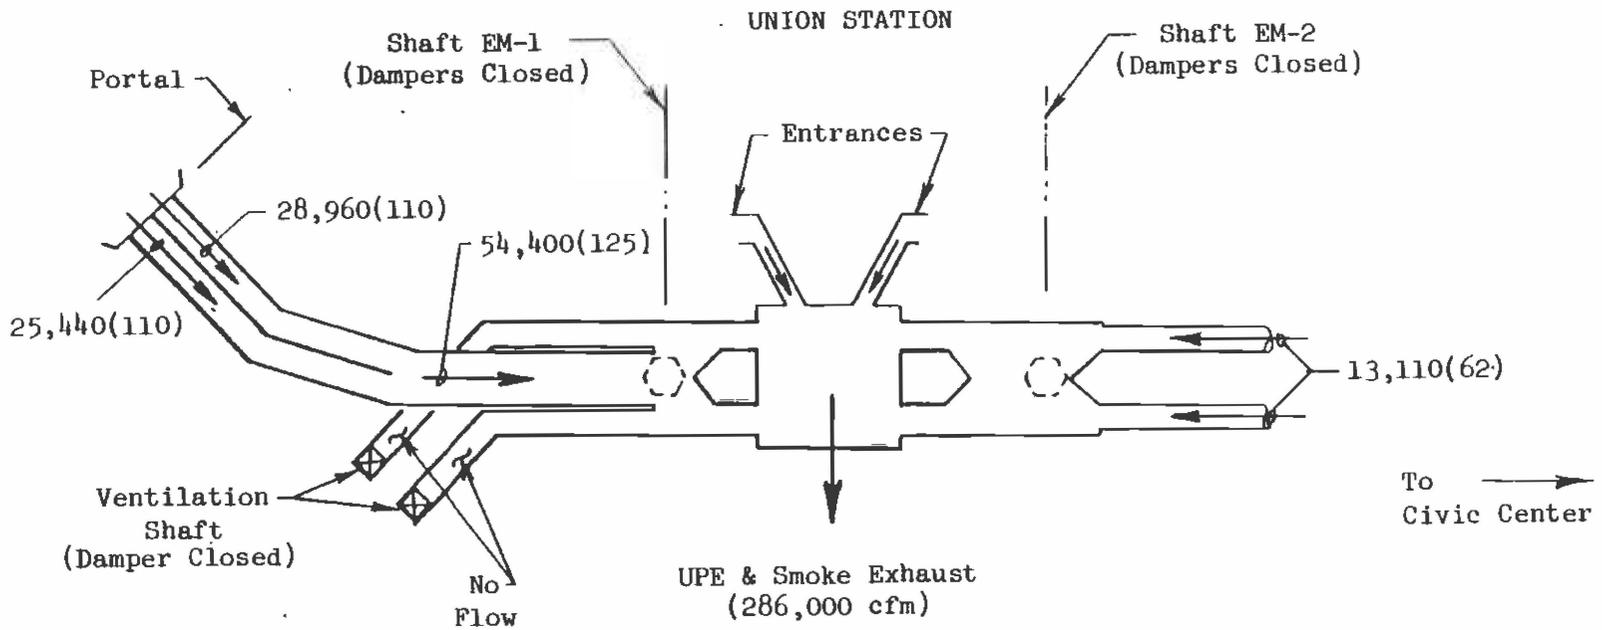 UNION STATION
Shaft EM-1
(Dampers Closed)
Shaft EM-2
(Dampers Closed)
Portal
Entrances
28,960(110)
54,400(125)
25,440(110)
13,110(62)
To
Civic Center
Ventilation
Shaft
(Damper Closed)
No
Flow
UPE & Smoke Exhaust
(286,000 cfm)